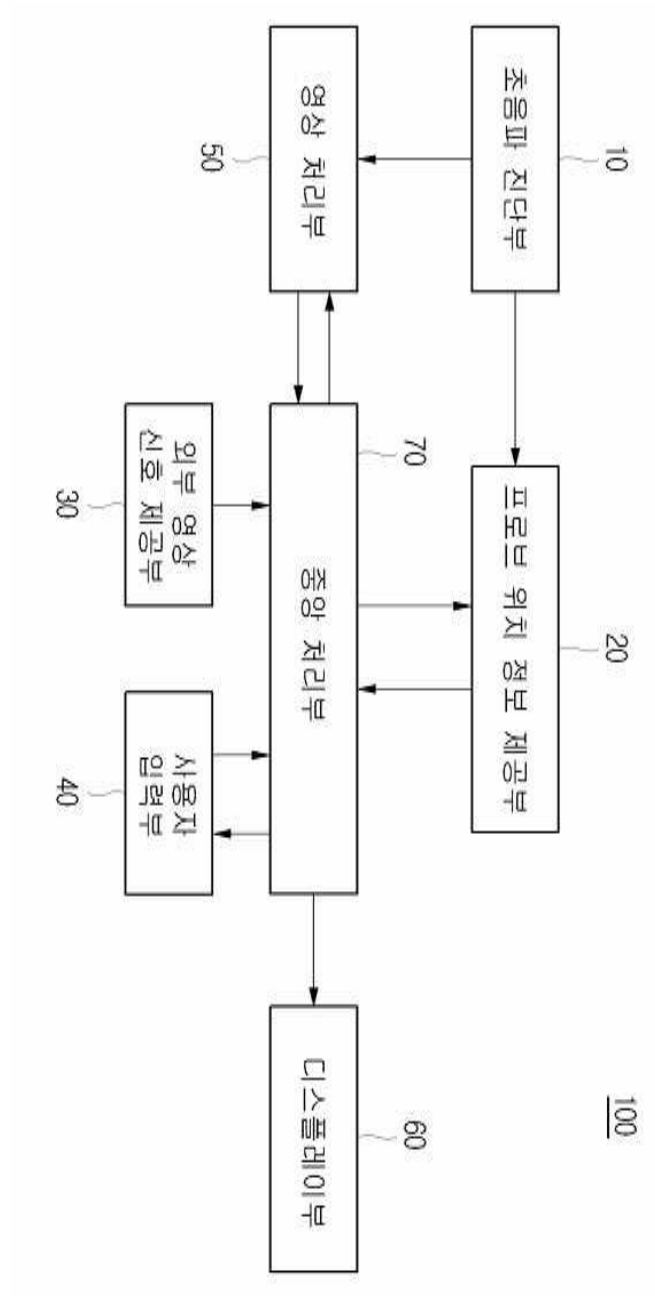 100
10
초음파 진단부
20
프로브 위치 정보 제공부
50
영상 처리부
70
중앙 처리부
60
디스플레이부
외부 영상
신호 제공부
30
사용자
입력부
40